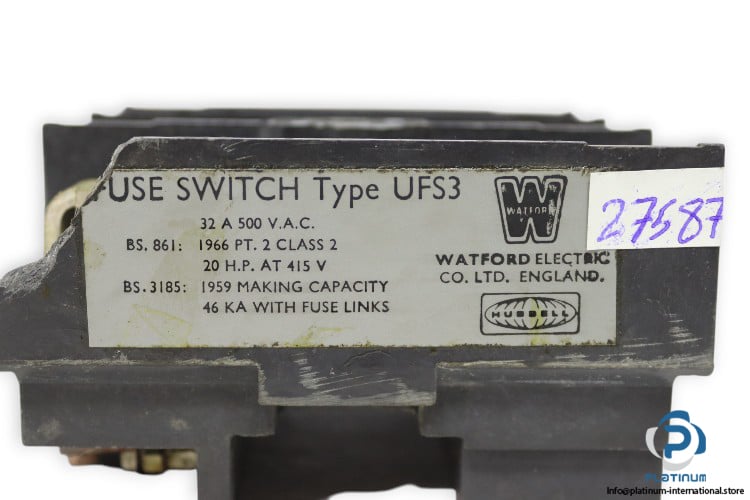 FUSE SWITCH Type UFS3
32 A 500 V.A.C.
BS. 861: 1966 PT. 2 CLASS 2
20 H.P. AT 415 V
BS. 3185: 1959 MAKING CAPACITY
46 KA WITH FUSE LINKS
W
WATFORD
WATFORD ELECTRIC
CO. LTD. ENGLAND.
HUBBELL
27587
PLATINUM
Info@platinum-international.store